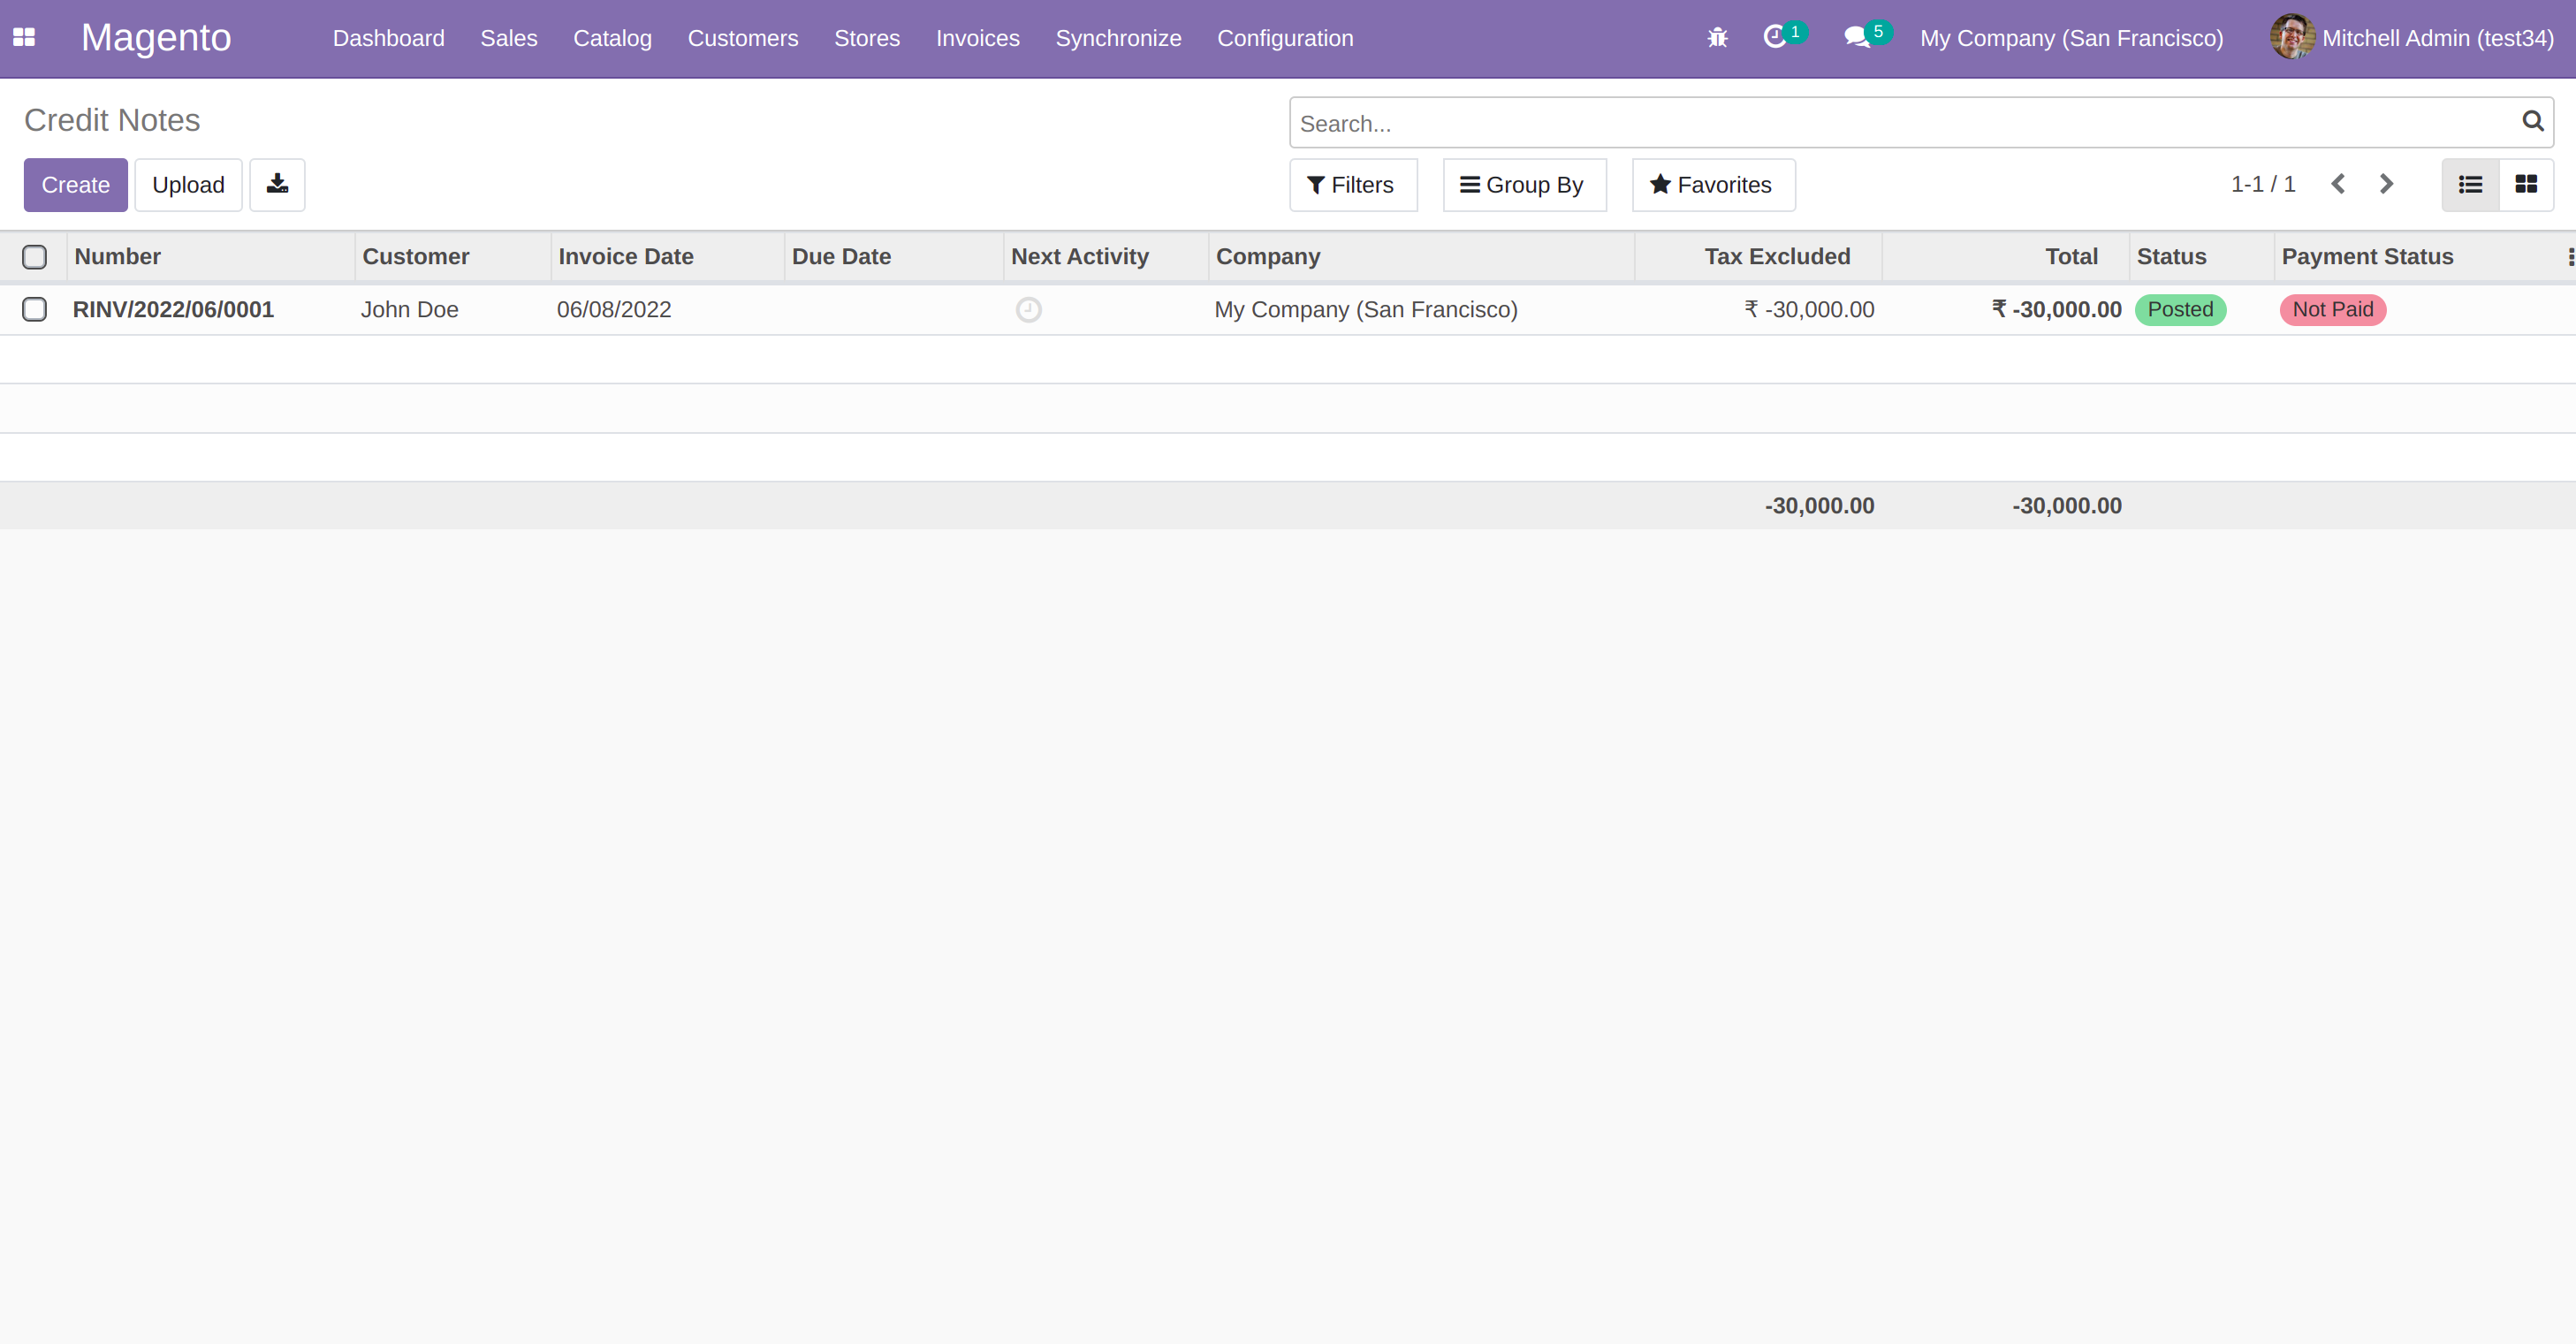 Magento Dashboard Sales Catalog Customers Stores Invoices Synchronize Configuration 1 5 My Company (San Francisco) Mitchell Admin (test34)
Credit Notes
Search...
Create Upload Filters Group By Favorites 1-1 / 1
Number Customer Invoice Date Due Date Next Activity Company Tax Excluded Total Status Payment Status
RINV/2022/06/0001 John Doe 06/08/2022 My Company (San Francisco) ₹ -30,000.00 ₹ -30,000.00 Posted Not Paid
-30,000.00 -30,000.00